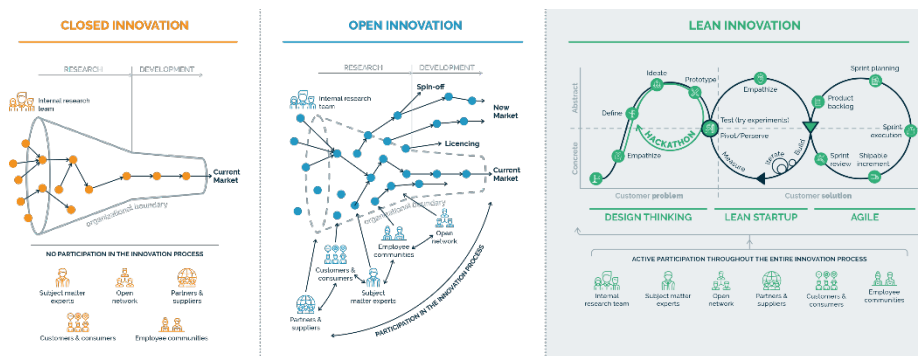 CLOSED INNOVATION
RESEARCH
DEVELOPMENT
Internal research
team
Current
Market
organizational boundary
NO PARTICIPATION IN THE INNOVATION PROCESS
Subject matter
experts
Open
network
Partners &
suppliers
Customers & consumers
Employee communities
OPEN INNOVATION
RESEARCH
DEVELOPMENT
Spin-off
Internal research
team
New
Market
Licencing
Current
Market
organizational boundary
Open
network
Employee
communities
Customers &
consumers
Subject
matter experts
Partners &
suppliers
PARTICIPATION IN THE INNOVATION PROCESS
LEAN INNOVATION
Abstract
Concrete
Ideate
Prototype
Define
Empathize
HACKATHON
Test (try experiments)
Pivot/Perserve
Empathize
Measure
Iterate
Build
Sprint planning
Product
backlog
Sprint
execution
Sprint
review
Shipable
increment
Customer problem
Customer solution
DESIGN THINKING
LEAN STARTUP
AGILE
ACTIVE PARTICIPATION THROUGHOUT THE ENTIRE INNOVATION PROCESS
Internal
research team
Subject matter
experts
Open
network
Partners &
suppliers
Customers &
consumers
Employee
communities